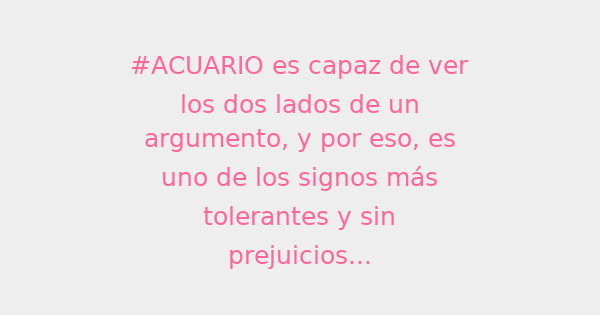 #ACUARIO es capaz de ver
los dos lados de un
argumento, y por eso, es
uno de los signos más
tolerantes y sin
prejuicios...